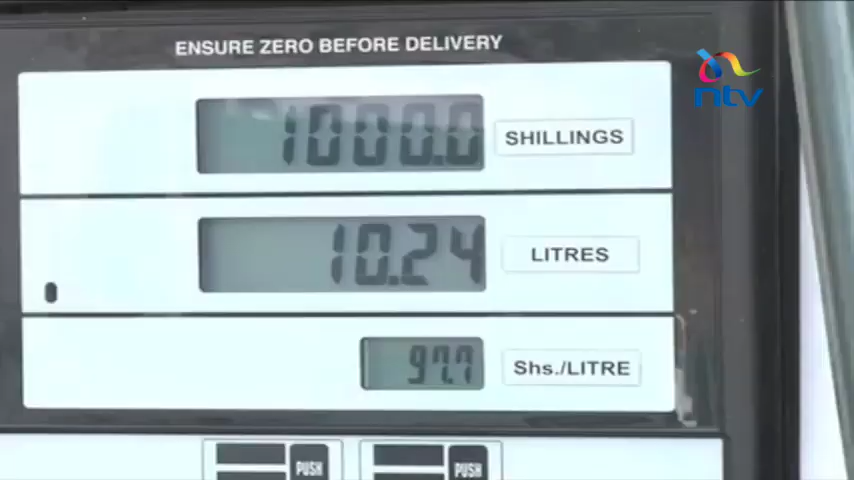 ENSURE ZERO BEFORE DELIVERY
ntv
1000.0 SHILLINGS
10.24 LITRES
97.7 Shs./LITRE
PUSH PUSH